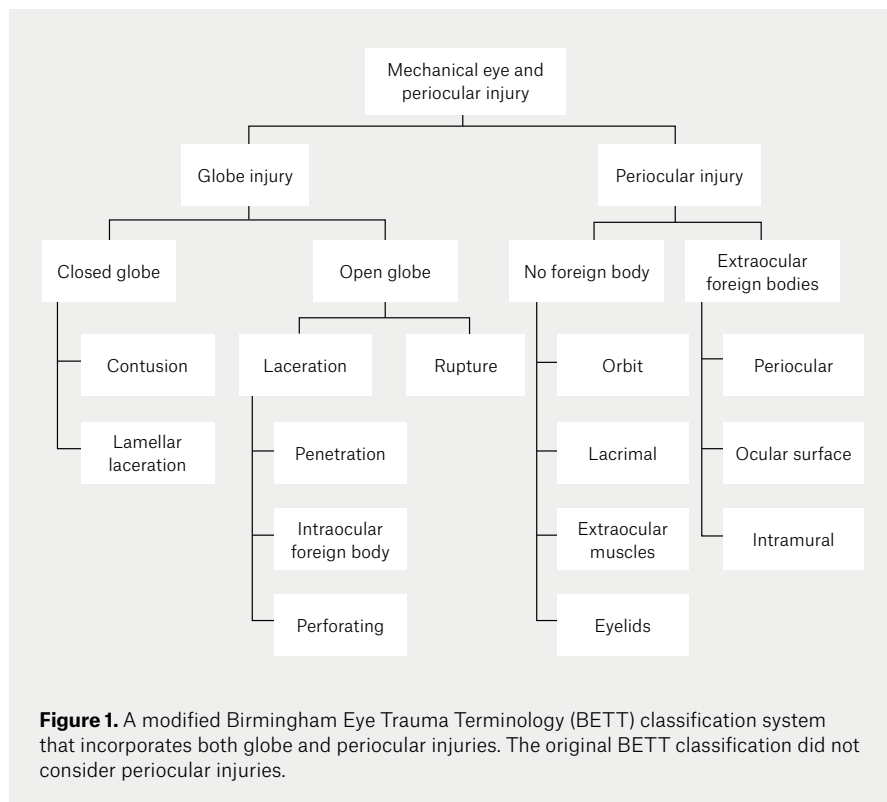 Mechanical eye and
periocular injury
Globe injury
Periocular injury
Closed globe
Open globe
No foreign body
Extraocular
foreign bodies
Contusion
Laceration
Rupture
Orbit
Periocular
Lamellar
laceration
Penetration
Lacrimal
Ocular surface
Intraocular
foreign body
Extraocular
muscles
Intramural
Perforating
Eyelids
Figure 1. A modified Birmingham Eye Trauma Terminology (BETT) classification system
that incorporates both globe and periocular injuries. The original BETT classification did not
consider periocular injuries.